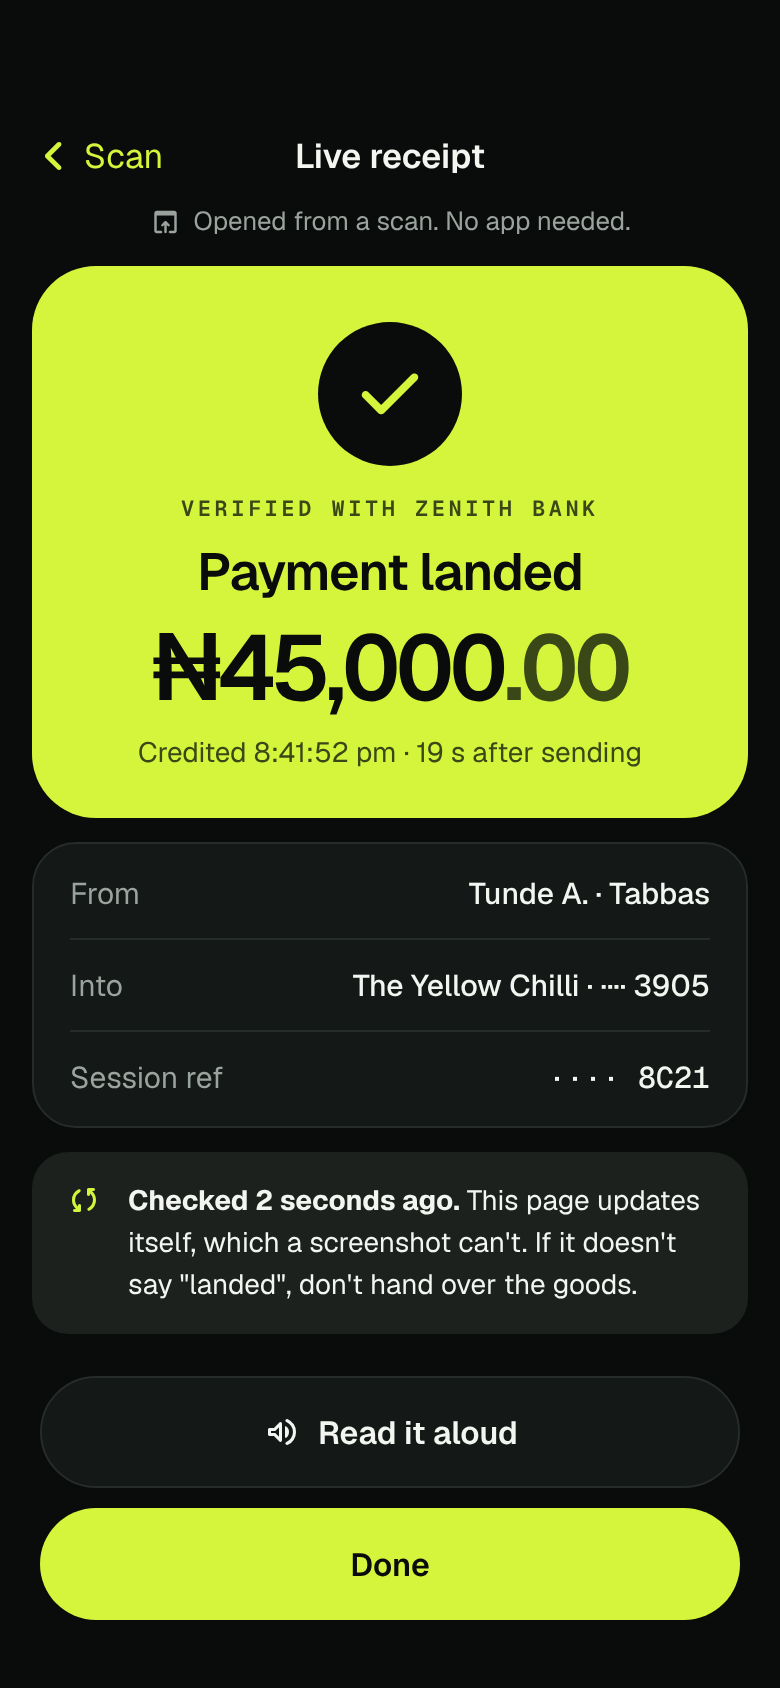 Scan
Live receipt
Opened from a scan. No app needed.
VERIFIED WITH ZENITH BANK
Payment landed
₦45,000.00
Credited 8:41:52 pm · 19 s after sending
From
Tunde A. · Tabbas
Into
The Yellow Chilli · ···· 3905
Session ref
···· 8C21
Checked 2 seconds ago. This page updates
itself, which a screenshot can't. If it doesn't
say "landed", don't hand over the goods.
Read it aloud
Done